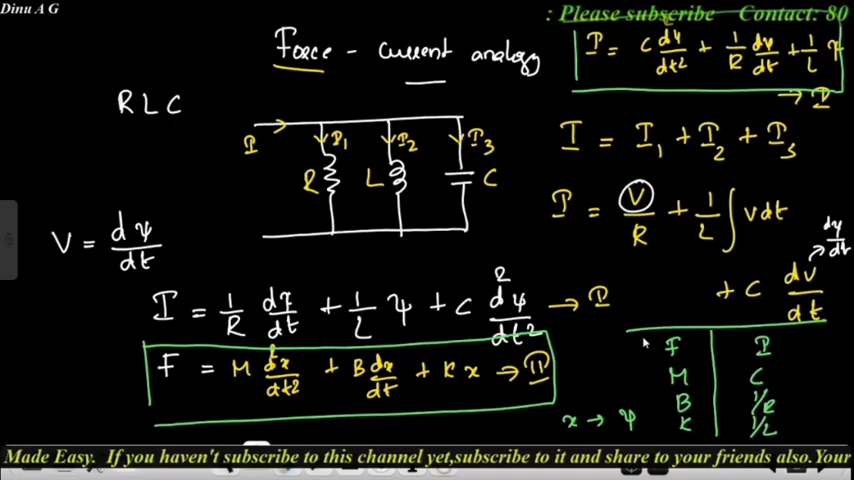 Dinu A G
: Please subscribe Contact: 80
Force - current analogy
I = C d²ψ/dt² + 1/R dψ/dt + 1/L ψ
→ I
R L C
I I1 I2 I3
R L C
I = I1 + I2 + I3
I = V/R + 1/L ∫ v dt
dψ/dt
+ C dv/dt
V = dψ/dt
I = 1/R dψ/dt + 1/L ψ + C d²ψ/dt² → I
F = M d²x/dt² + B dx/dt + K x → II
F I
M C
B 1/R
K 1/L
x → ψ
Made Easy. If you haven't subscribed to this channel yet,subscribe to it and share to your friends also.Your